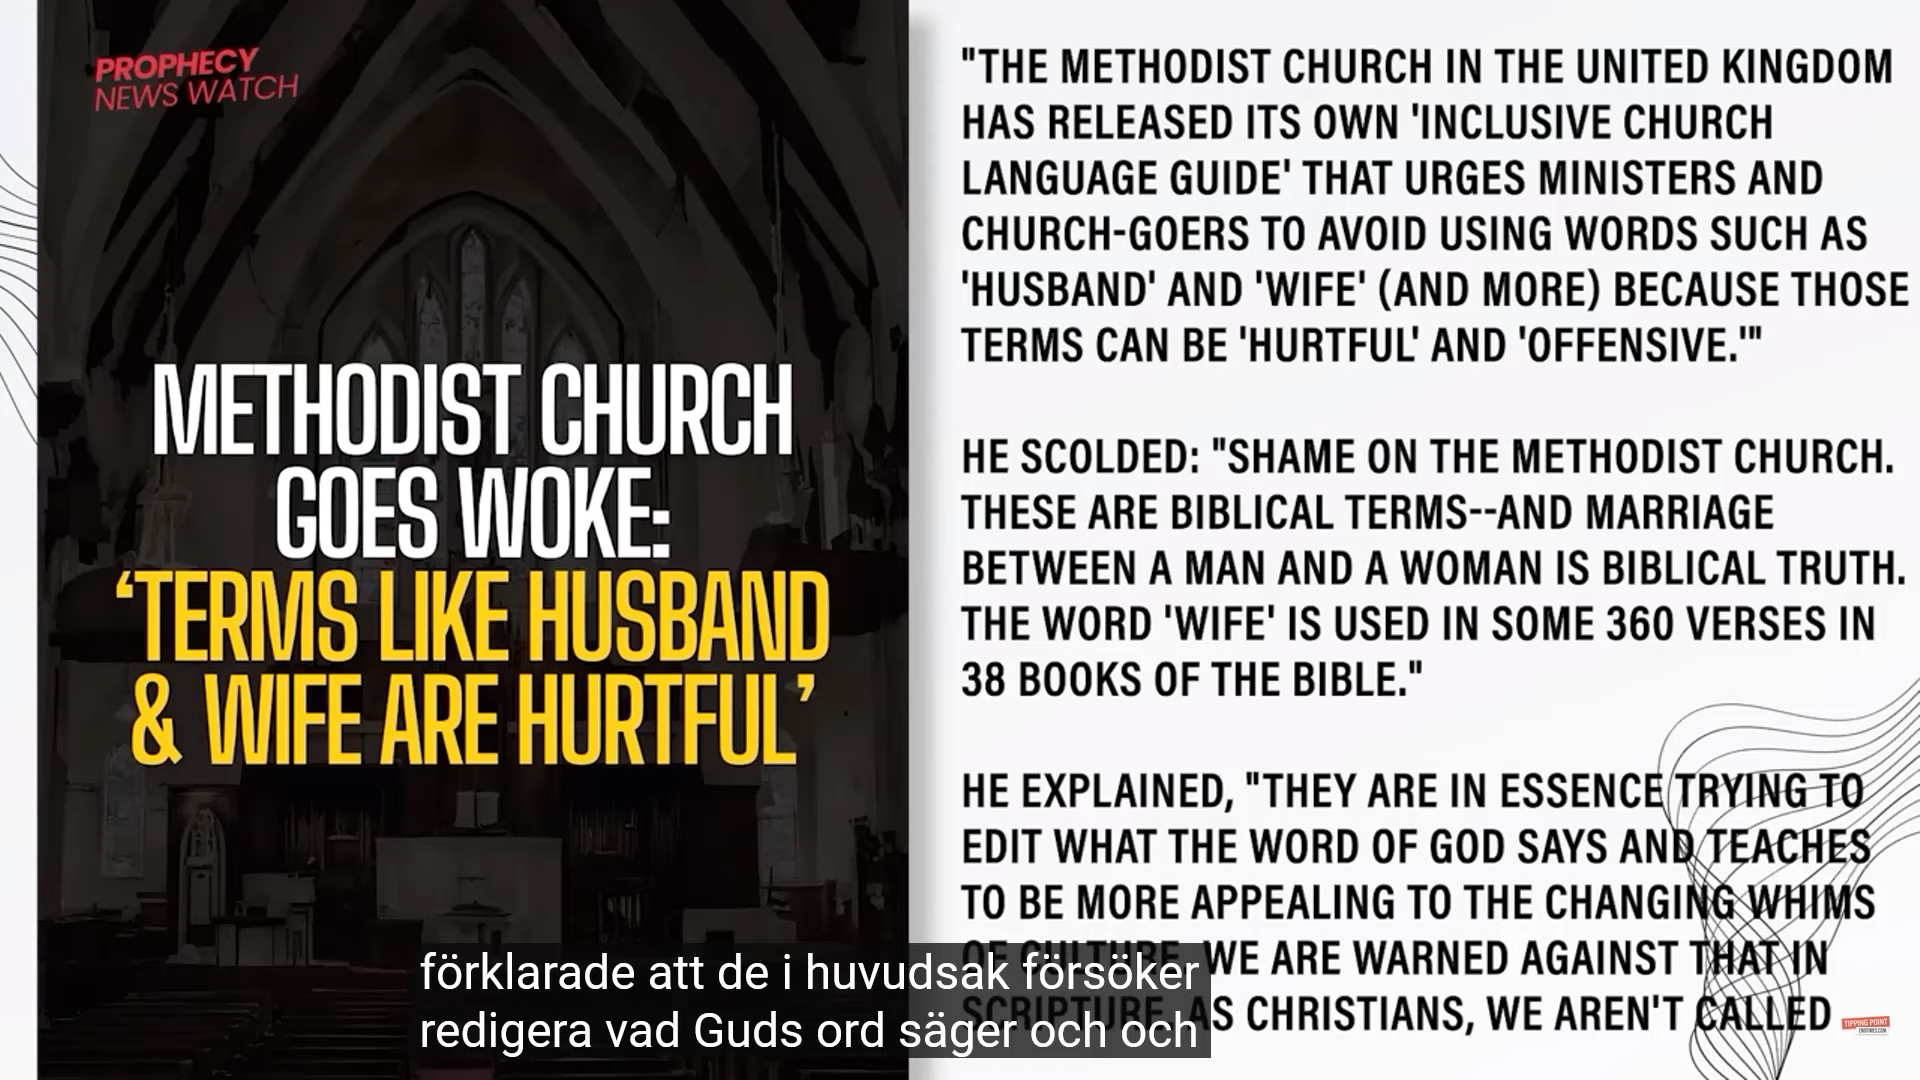 PROPHECY
NEWS WATCH
METHODIST CHURCH
GOES WOKE:
‘TERMS LIKE HUSBAND
& WIFE ARE HURTFUL’
"THE METHODIST CHURCH IN THE UNITED KINGDOM
HAS RELEASED ITS OWN 'INCLUSIVE CHURCH
LANGUAGE GUIDE' THAT URGES MINISTERS AND
CHURCH-GOERS TO AVOID USING WORDS SUCH AS
'HUSBAND' AND 'WIFE' (AND MORE) BECAUSE THOSE
TERMS CAN BE 'HURTFUL' AND 'OFFENSIVE.'"
HE SCOLDED: "SHAME ON THE METHODIST CHURCH.
THESE ARE BIBLICAL TERMS--AND MARRIAGE
BETWEEN A MAN AND A WOMAN IS BIBLICAL TRUTH.
THE WORD 'WIFE' IS USED IN SOME 360 VERSES IN
38 BOOKS OF THE BIBLE."
HE EXPLAINED, "THEY ARE IN ESSENCE TRYING TO
EDIT WHAT THE WORD OF GOD SAYS AND TEACHES
TO BE MORE APPEALING TO THE CHANGING WHIMS
OF CULTURE. WE ARE WARNED AGAINST THAT IN
SCRIPTURE. AS CHRISTIANS, WE AREN'T CALLED
förklarade att de i huvudsak försöker
redigera vad Guds ord säger och och
TIPPING POINT
ENDTIMES.COM